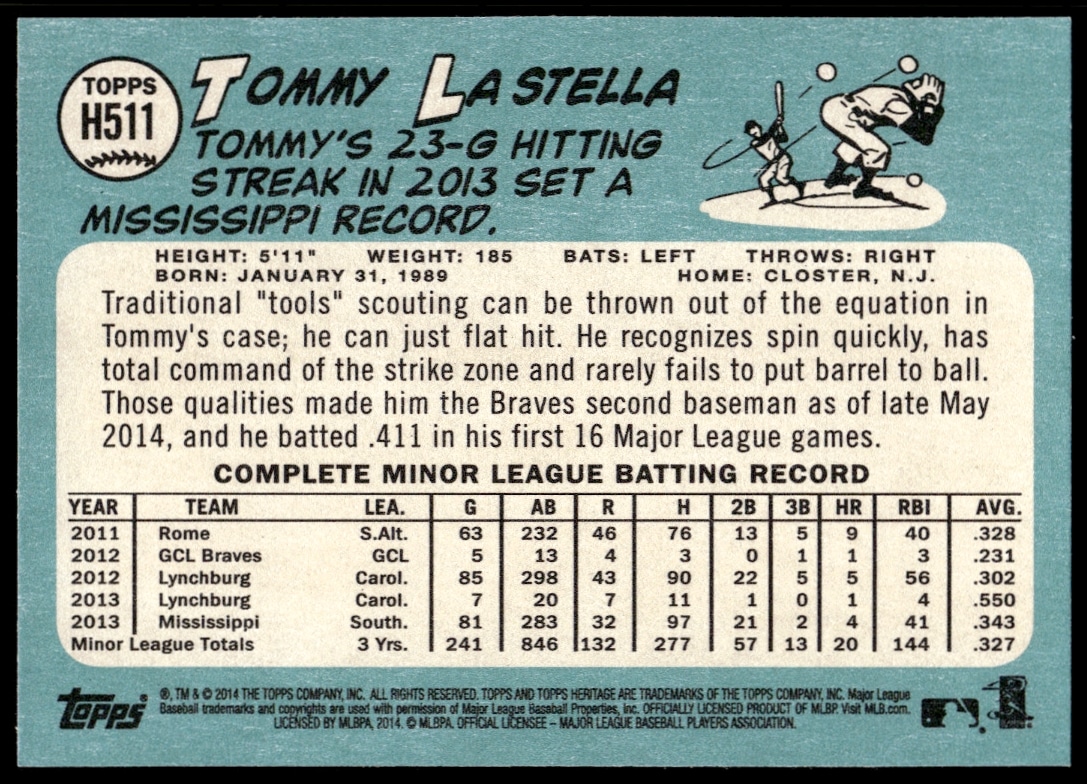 TOPPS
H511
TOMMY LA STELLA
TOMMY'S 23-G HITTING
STREAK IN 2013 SET A
MISSISSIPPI RECORD.
HEIGHT: 5'11" WEIGHT: 185 BATS: LEFT THROWS: RIGHT
BORN: JANUARY 31, 1989 HOME: CLOSTER, N.J.
Traditional "tools" scouting can be thrown out of the equation in
Tommy's case; he can just flat hit. He recognizes spin quickly, has
total command of the strike zone and rarely fails to put barrel to ball.
Those qualities made him the Braves second baseman as of late May
2014, and he batted .411 in his first 16 Major League games.
COMPLETE MINOR LEAGUE BATTING RECORD
YEAR TEAM LEA. G AB R H 2B 3B HR RBI AVG.
2011 Rome S.Alt. 63 232 46 76 13 5 9 40 .328
2012 GCL Braves GCL 5 13 4 3 0 1 1 3 .231
2012 Lynchburg Carol. 85 298 43 90 22 5 5 56 .302
2013 Lynchburg Carol. 7 20 7 11 1 0 1 4 .550
2013 Mississippi South. 81 283 32 97 21 2 4 41 .343
Minor League Totals 3 Yrs. 241 846 132 277 57 13 20 144 .327
TOPPS
®, TM & © 2014 THE TOPPS COMPANY, INC. ALL RIGHTS RESERVED. TOPPS AND TOPPS HERITAGE ARE TRADEMARKS OF THE TOPPS COMPANY, INC. Major League
Baseball trademarks and copyrights are used with permission of Major League Baseball Properties, Inc. OFFICIALLY LICENSED PRODUCT OF MLBP. Visit MLB.com.
LICENSED BY MLBPA, 2014. © MLBPA. OFFICIAL LICENSEE – MAJOR LEAGUE BASEBALL PLAYERS ASSOCIATION.